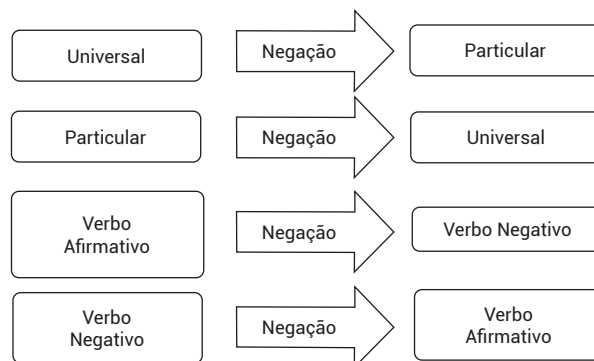 Universal
Negação
Particular
Particular
Negação
Universal
Verbo
Afirmativo
Negação
Verbo Negativo
Verbo
Negativo
Negação
Verbo
Afirmativo